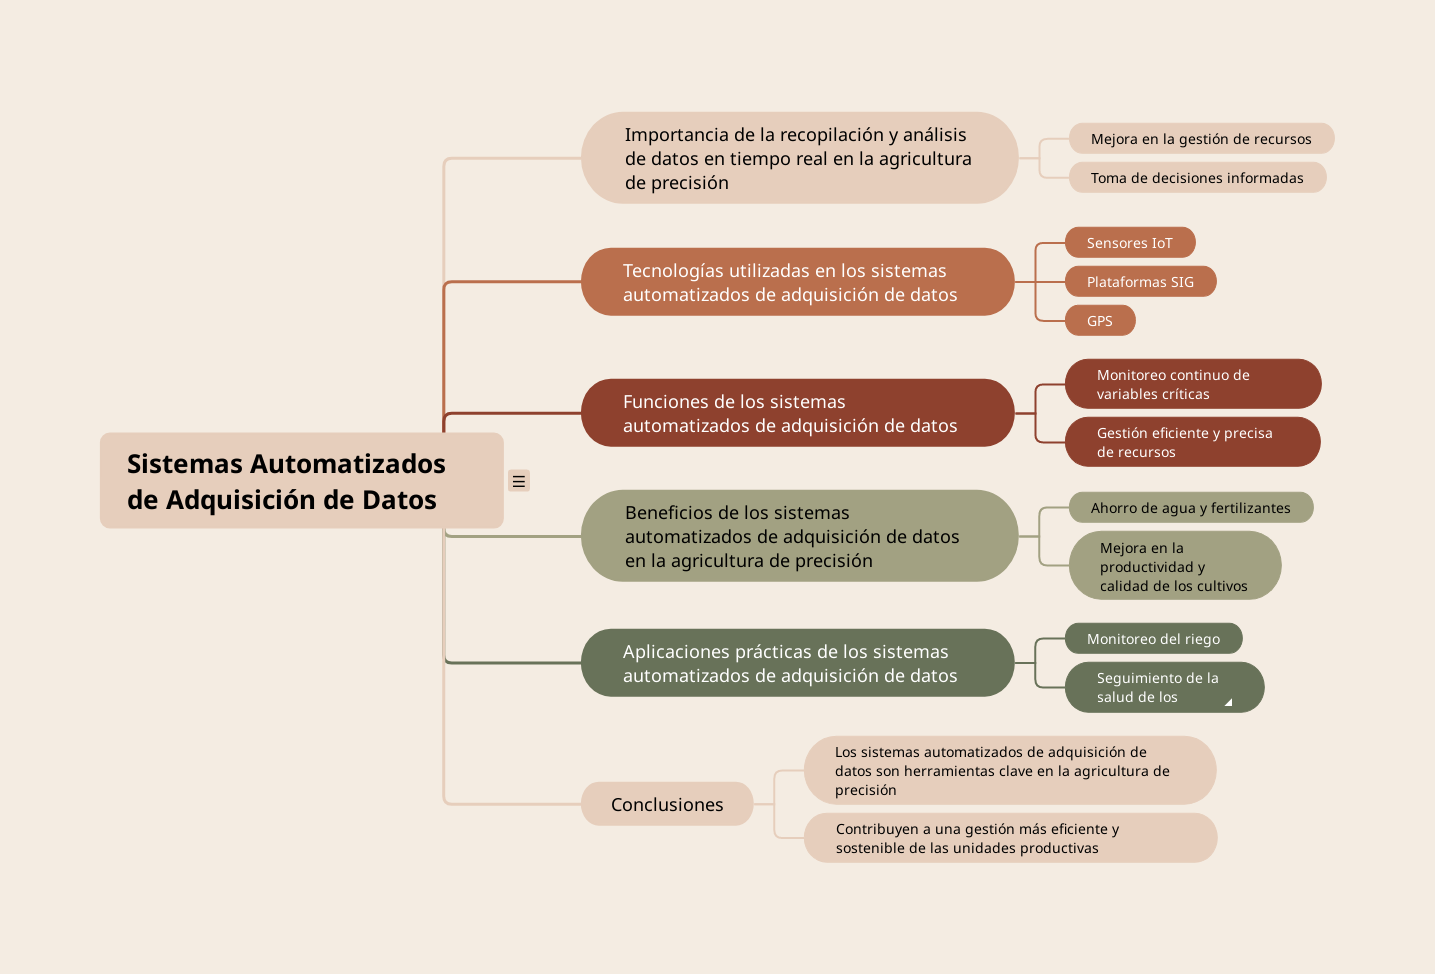 Sistemas Automatizados
de Adquisición de Datos
Importancia de la recopilación y análisis
de datos en tiempo real en la agricultura
de precisión
Mejora en la gestión de recursos
Toma de decisiones informadas
Tecnologías utilizadas en los sistemas
automatizados de adquisición de datos
Sensores IoT
Plataformas SIG
GPS
Funciones de los sistemas
automatizados de adquisición de datos
Monitoreo continuo de
variables críticas
Gestión eficiente y precisa
de recursos
Beneficios de los sistemas
automatizados de adquisición de datos
en la agricultura de precisión
Ahorro de agua y fertilizantes
Mejora en la
productividad y
calidad de los cultivos
Aplicaciones prácticas de los sistemas
automatizados de adquisición de datos
Monitoreo del riego
Seguimiento de la
salud de los
Conclusiones
Los sistemas automatizados de adquisición de
datos son herramientas clave en la agricultura de
precisión
Contribuyen a una gestión más eficiente y
sostenible de las unidades productivas